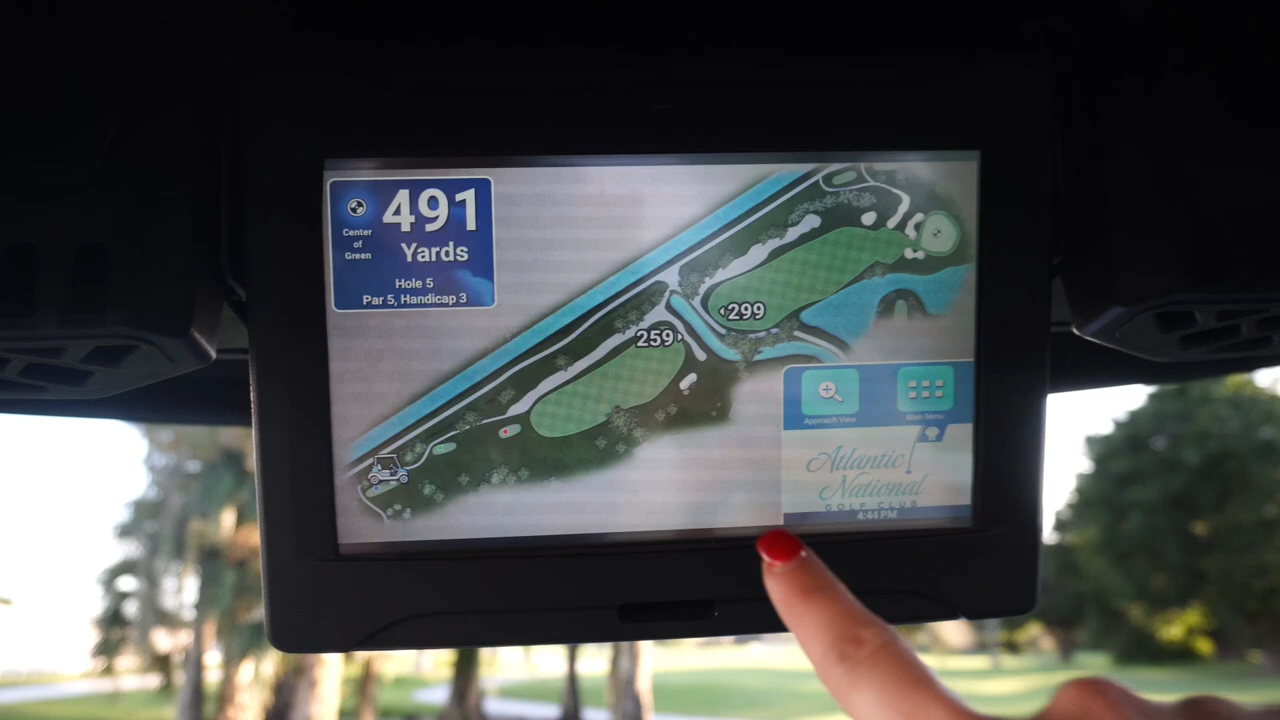 491
Center
of
Green
Yards
Hole 5
Par 5, Handicap 3
299
259
Approach View
Main Menu
Atlantic
National
GOLF CLUB
4:44 PM